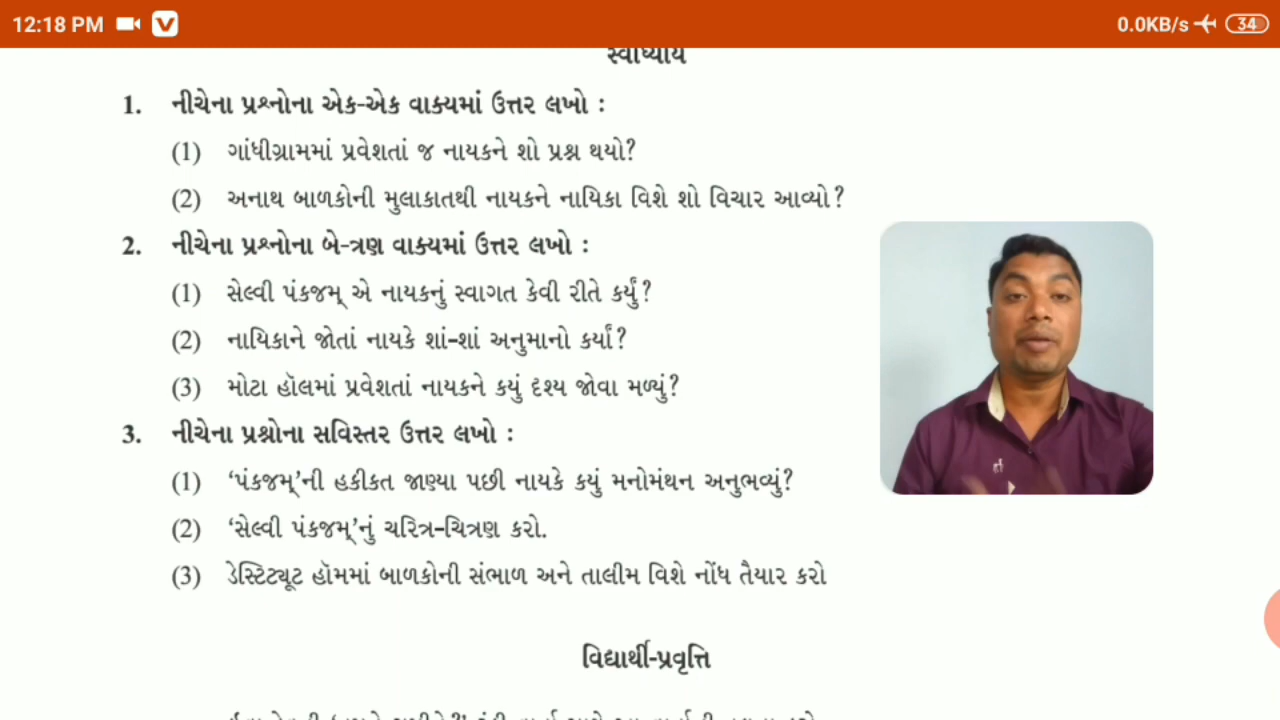 12:18 PM
0.0KB/s 34
સ્વાધ્યાય
1. નીચેના પ્રશ્નોના એક-એક વાક્યમાં ઉત્તર લખો :
(1) ગાંધીગ્રામમાં પ્રવેશતાં જ નાયકને શો પ્રશ્ન થયો?
(2) અનાથ બાળકોની મુલાકાતથી નાયકને નાયિકા વિશે શો વિચાર આવ્યો?
2. નીચેના પ્રશ્નોના બે-ત્રણ વાક્યમાં ઉત્તર લખો :
(1) સેલ્વી પંકજમ્ એ નાયકનું સ્વાગત કેવી રીતે કર્યું?
(2) નાયિકાને જોતાં નાયકે શાં-શાં અનુમાનો કર્યાં?
(3) મોટા હૉલમાં પ્રવેશતાં નાયકને કયું દૃશ્ય જોવા મળ્યું?
3. નીચેના પ્રશ્નોના સવિસ્તર ઉત્તર લખો :
(1) ‘પંકજમ્’ની હકીકત જાણ્યા પછી નાયકે કયું મનોમંથન અનુભવ્યું?
(2) ‘સેલ્વી પંકજમ્’નું ચરિત્ર-ચિત્રણ કરો.
(3) ડેસ્ટિટ્યૂટ હૉમમાં બાળકોની સંભાળ અને તાલીમ વિશે નોંધ તૈયાર કરો
વિદ્યાર્થી-પ્રવૃત્તિ